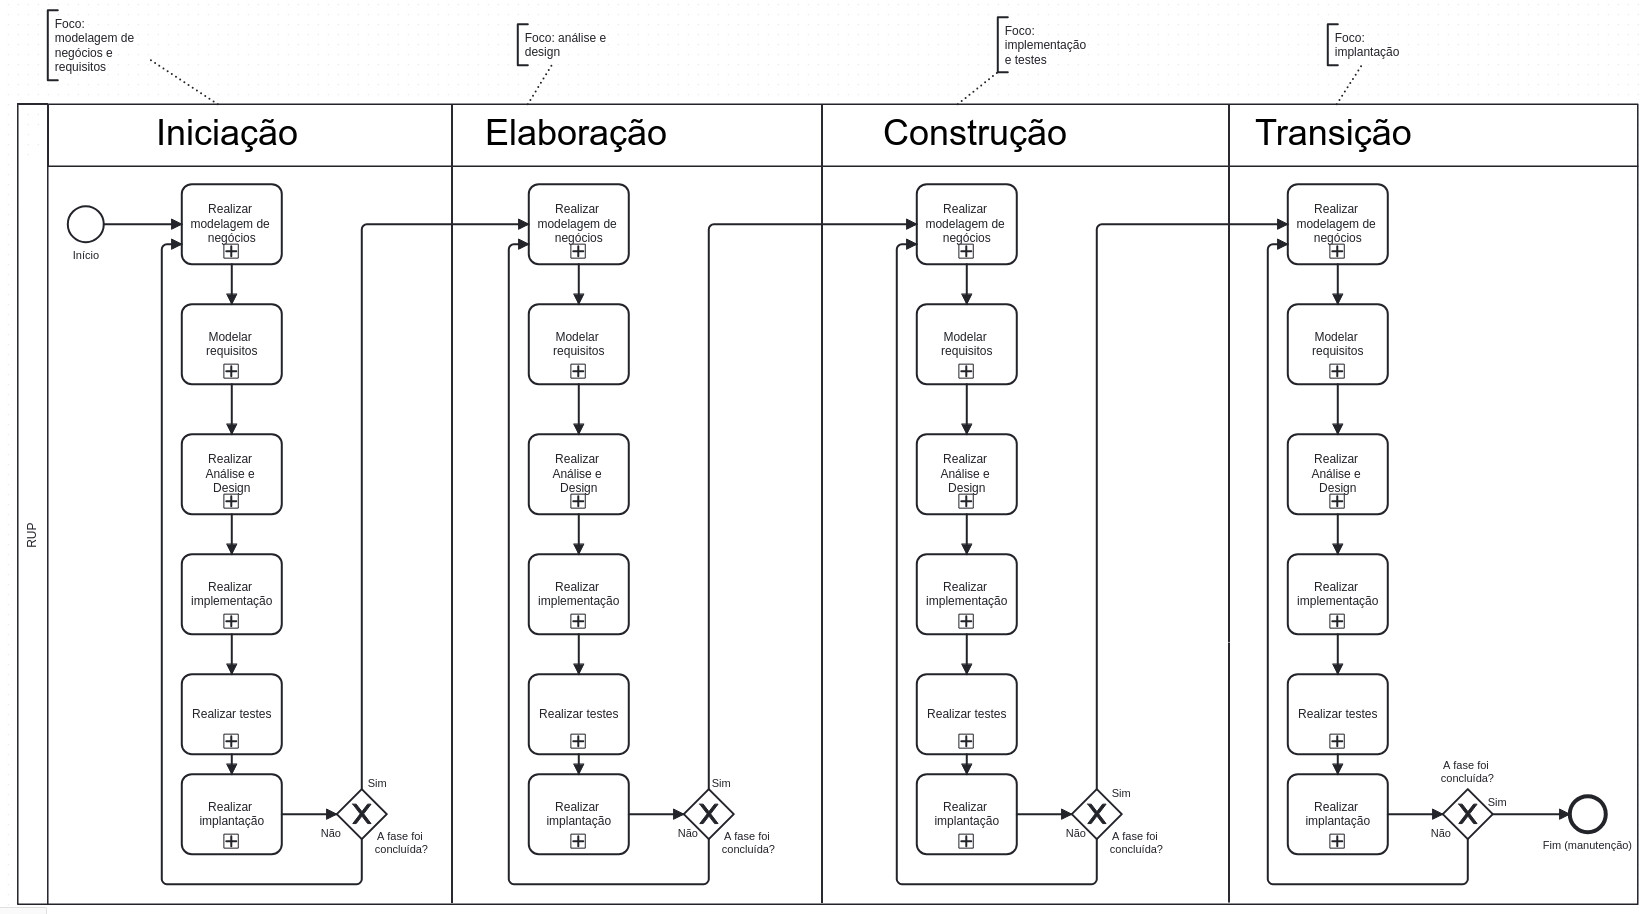 Foco:
modelagem de
negócios e
requisitos
Foco: análise e
design
Foco:
implementação
e testes
Foco:
implantação
RUP
Iniciação
Elaboração
Construção
Transição
Início
Realizar
modelagem de
negócios
Modelar
requisitos
Realizar
Análise e
Design
Realizar
implementação
Realizar testes
Realizar
implantação
Sim
Não
A fase foi
concluída?
Realizar
modelagem de
negócios
Modelar
requisitos
Realizar
Análise e
Design
Realizar
implementação
Realizar testes
Realizar
implantação
Sim
Não
A fase foi
concluída?
Realizar
modelagem de
negócios
Modelar
requisitos
Realizar
Análise e
Design
Realizar
implementação
Realizar testes
Realizar
implantação
Sim
Não
A fase foi
concluída?
Realizar
modelagem de
negócios
Modelar
requisitos
Realizar
Análise e
Design
Realizar
implementação
Realizar testes
Realizar
implantação
A fase foi
concluída?
Sim
Não
Fim (manutenção)